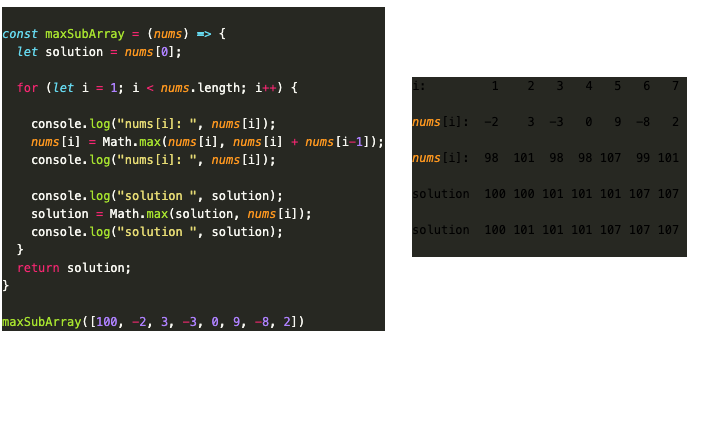 const maxSubArray = (nums) => {
  let solution = nums[0];
  for (let i = 1; i < nums.length; i++) {
    console.log("nums[i]: ", nums[i]);
    nums[i] = Math.max(nums[i], nums[i] + nums[i-1]);
    console.log("nums[i]: ", nums[i]);
    console.log("solution ", solution);
    solution = Math.max(solution, nums[i]);
    console.log("solution ", solution);
  }
  return solution;
}
maxSubArray([100, -2, 3, -3, 0, 9, -8, 2])
i: 1 2 3 4 5 6 7
nums[i]: -2 3 -3 0 9 -8 2
nums[i]: 98 101 98 98 107 99 101
solution 100 100 101 101 101 107 107
solution 100 101 101 101 107 107 107